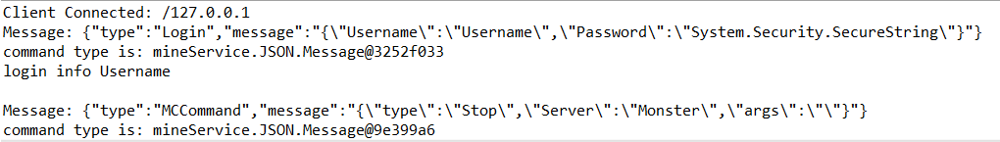 Client Connected: /127.0.0.1
Message: {"type":"Login","message":"{\"Username\":\"Username\",\"Password\":\"System.Security.SecureString\"}"}
command type is: mineService.JSON.Message@3252f033
login info Username
Message: {"type":"MCCommand","message":"{\"type\":\"Stop\",\"Server\":\"Monster\",\"args\":\"\"}"}
command type is: mineService.JSON.Message@9e399a6